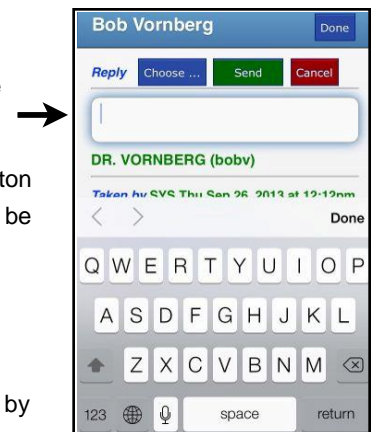 Bob Vornberg Done
Reply Choose ... Send Cancel
ton
DR. VORNBERG (bobv)
be
Taken by SYS Thu Sep 26, 2013 at 12:12pm
Done
Q W E R T Y U I O P
A S D F G H J K L
Z X C V B N M
by
123 space return